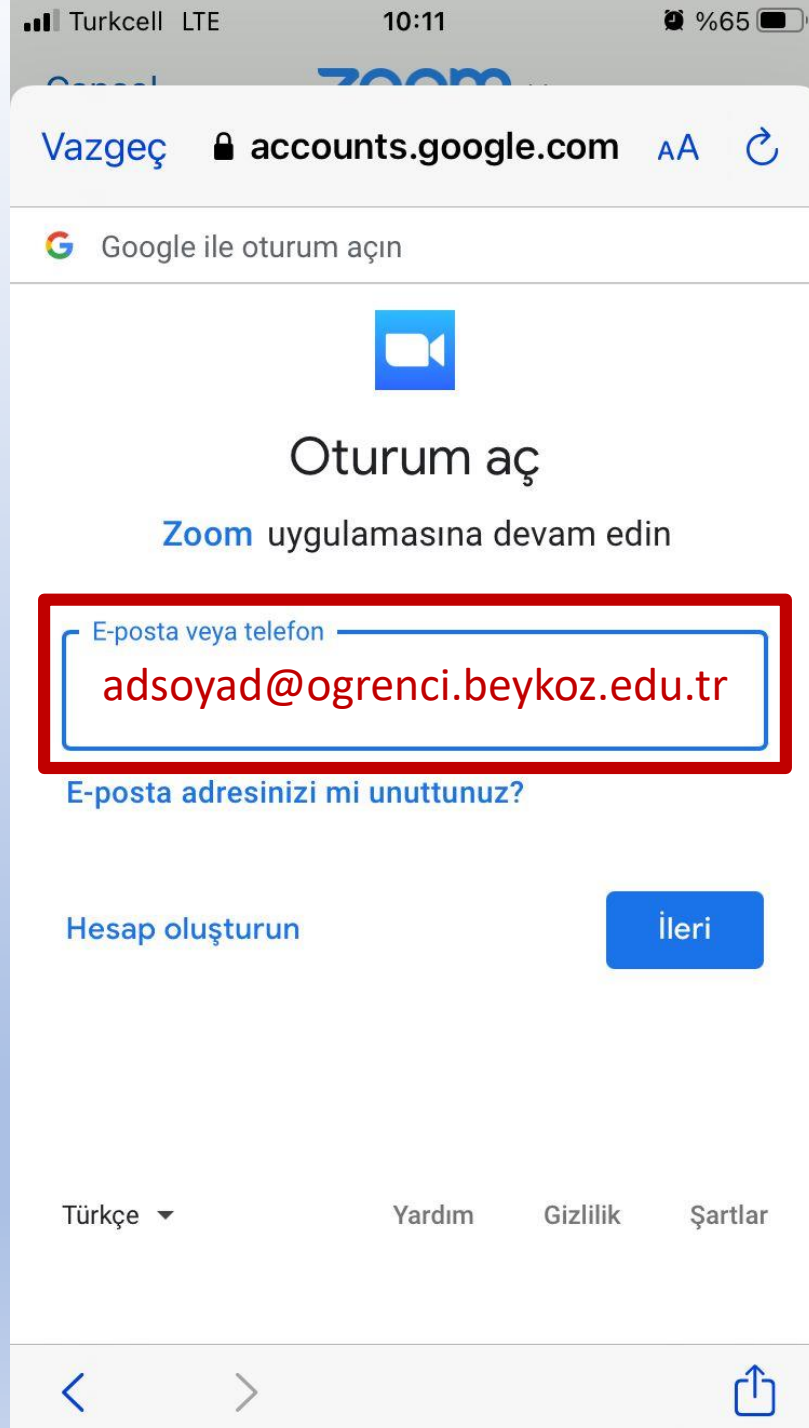 Turkcell LTE 10:11 %65
Cancel zoom
Vazgeç accounts.google.com AA
G Google ile oturum açın
Oturum aç
Zoom uygulamasına devam edin
E-posta veya telefon
adsoyad@ogrenci.beykoz.edu.tr
E-posta adresinizi mi unuttunuz?
Hesap oluşturun İleri
Türkçe Yardım Gizlilik Şartlar